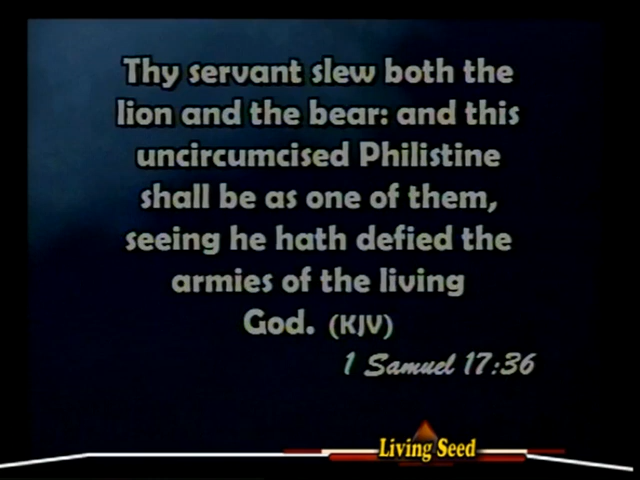 Thy servant slew both the
lion and the bear: and this
uncircumcised Philistine
shall be as one of them,
seeing he hath defied the
armies of the living
God. (KJV)
1 Samuel 17:36
Living Seed